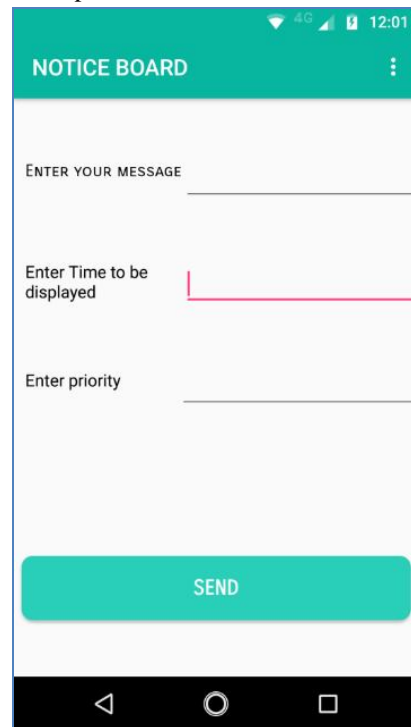 4G 12:01
NOTICE BOARD
ENTER YOUR MESSAGE
Enter Time to be
displayed
Enter priority
SEND